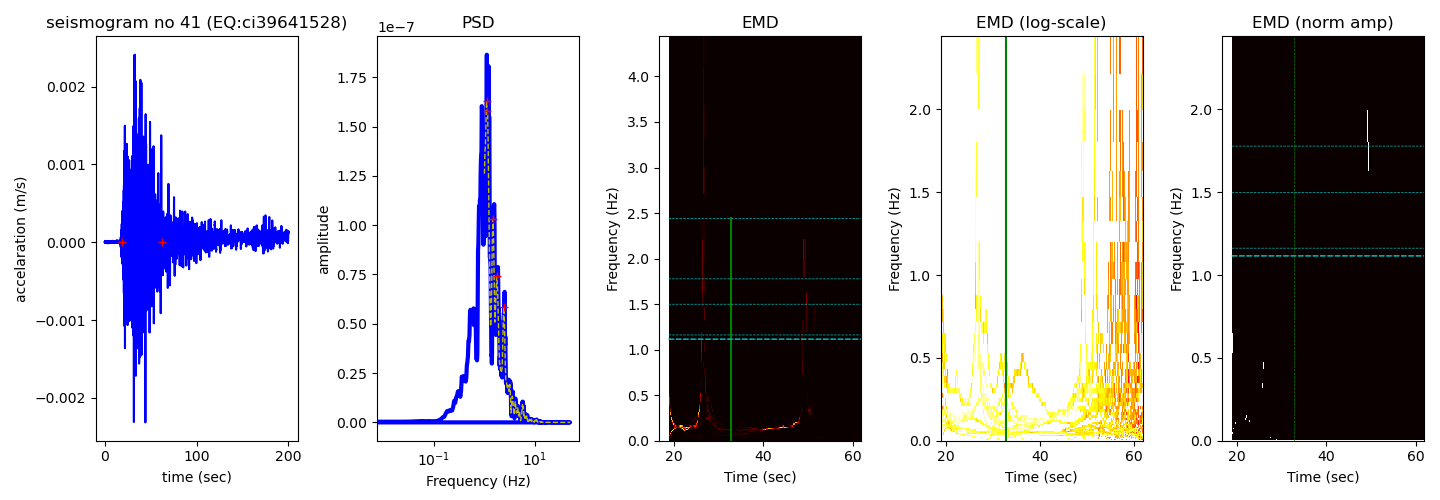 seismogram no 41 (EQ:ci39641528)
accelaration (m/s)
0.002
0.001
0.000
−0.001
−0.002
0
100
200
time (sec)
PSD
1e−7
amplitude
1.75
1.50
1.25
1.00
0.75
0.50
0.25
0.00
10−1
101
Frequency (Hz)
EMD
Frequency (Hz)
4.0
3.5
3.0
2.5
2.0
1.5
1.0
0.5
0.0
20
40
60
Time (sec)
EMD (log-scale)
Frequency (Hz)
2.0
1.5
1.0
0.5
0.0
20
40
60
Time (sec)
EMD (norm amp)
Frequency (Hz)
2.0
1.5
1.0
0.5
0.0
20
40
60
Time (sec)